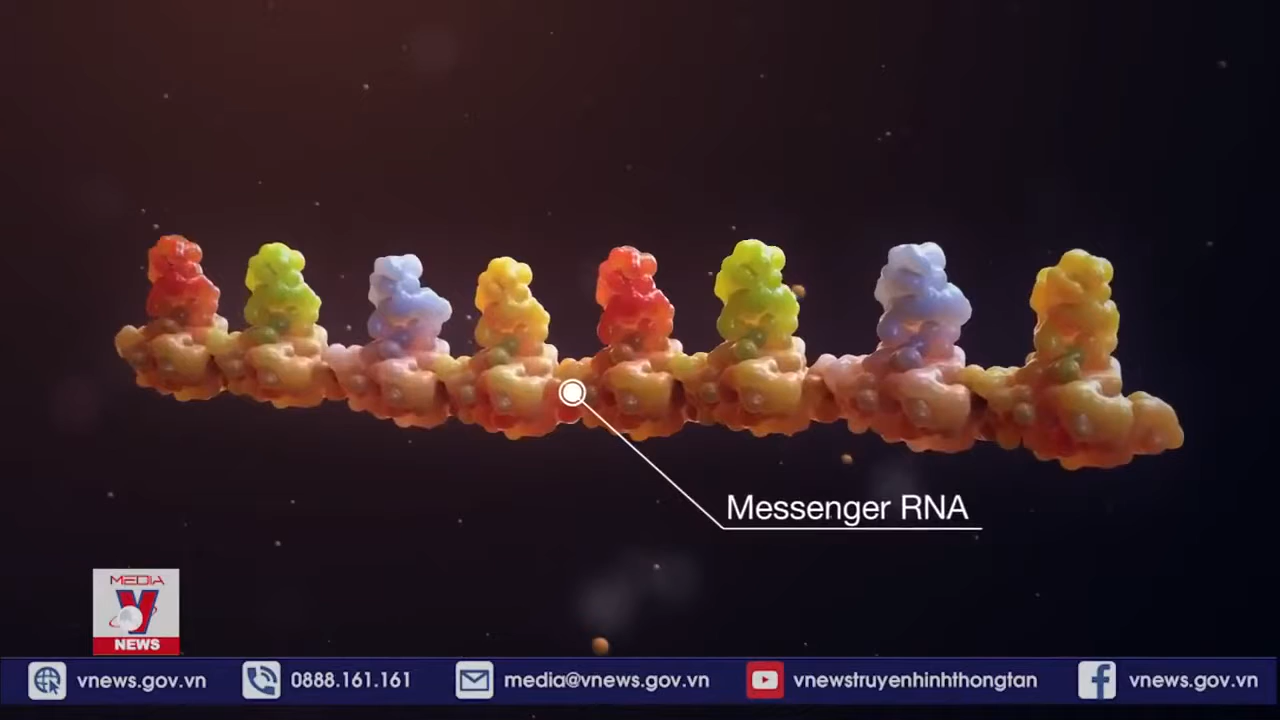 Messenger RNA
MEDIA
NEWS
vnews.gov.vn
0888.161.161
media@vnews.gov.vn
vnewstruyenhinhthongtan
vnews.gov.vn